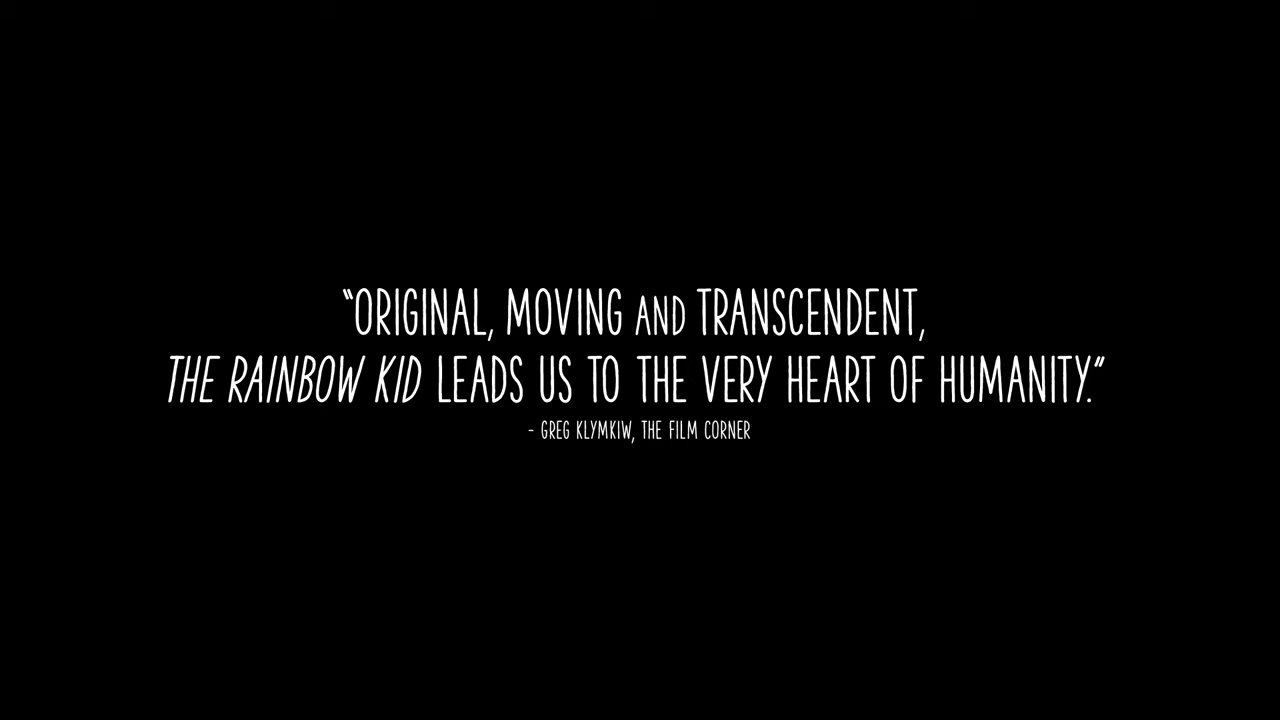 “ORIGINAL, MOVING AND TRANSCENDENT,
THE RAINBOW KID LEADS US TO THE VERY HEART OF HUMANITY.”
- GREG KLYMKIW, THE FILM CORNER